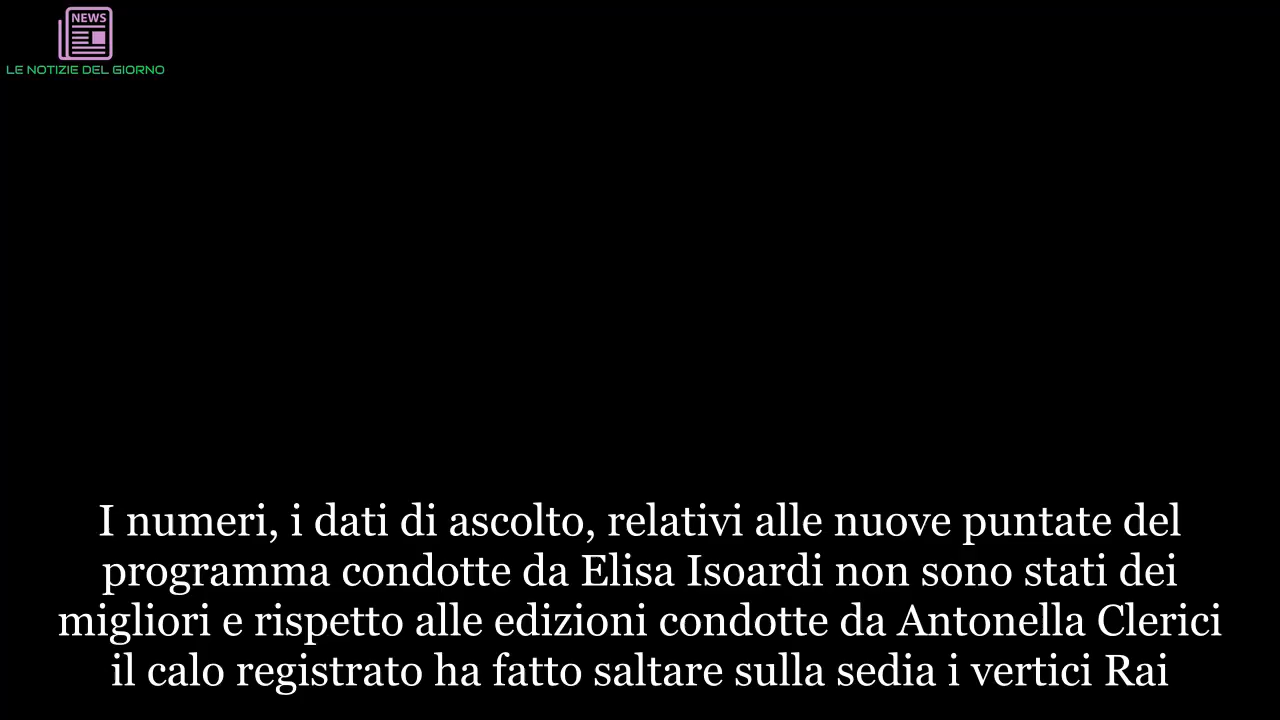 NEWS
LE NOTIZIE DEL GIORNO
I numeri, i dati di ascolto, relativi alle nuove puntate del
programma condotte da Elisa Isoardi non sono stati dei
migliori e rispetto alle edizioni condotte da Antonella Clerici
il calo registrato ha fatto saltare sulla sedia i vertici Rai